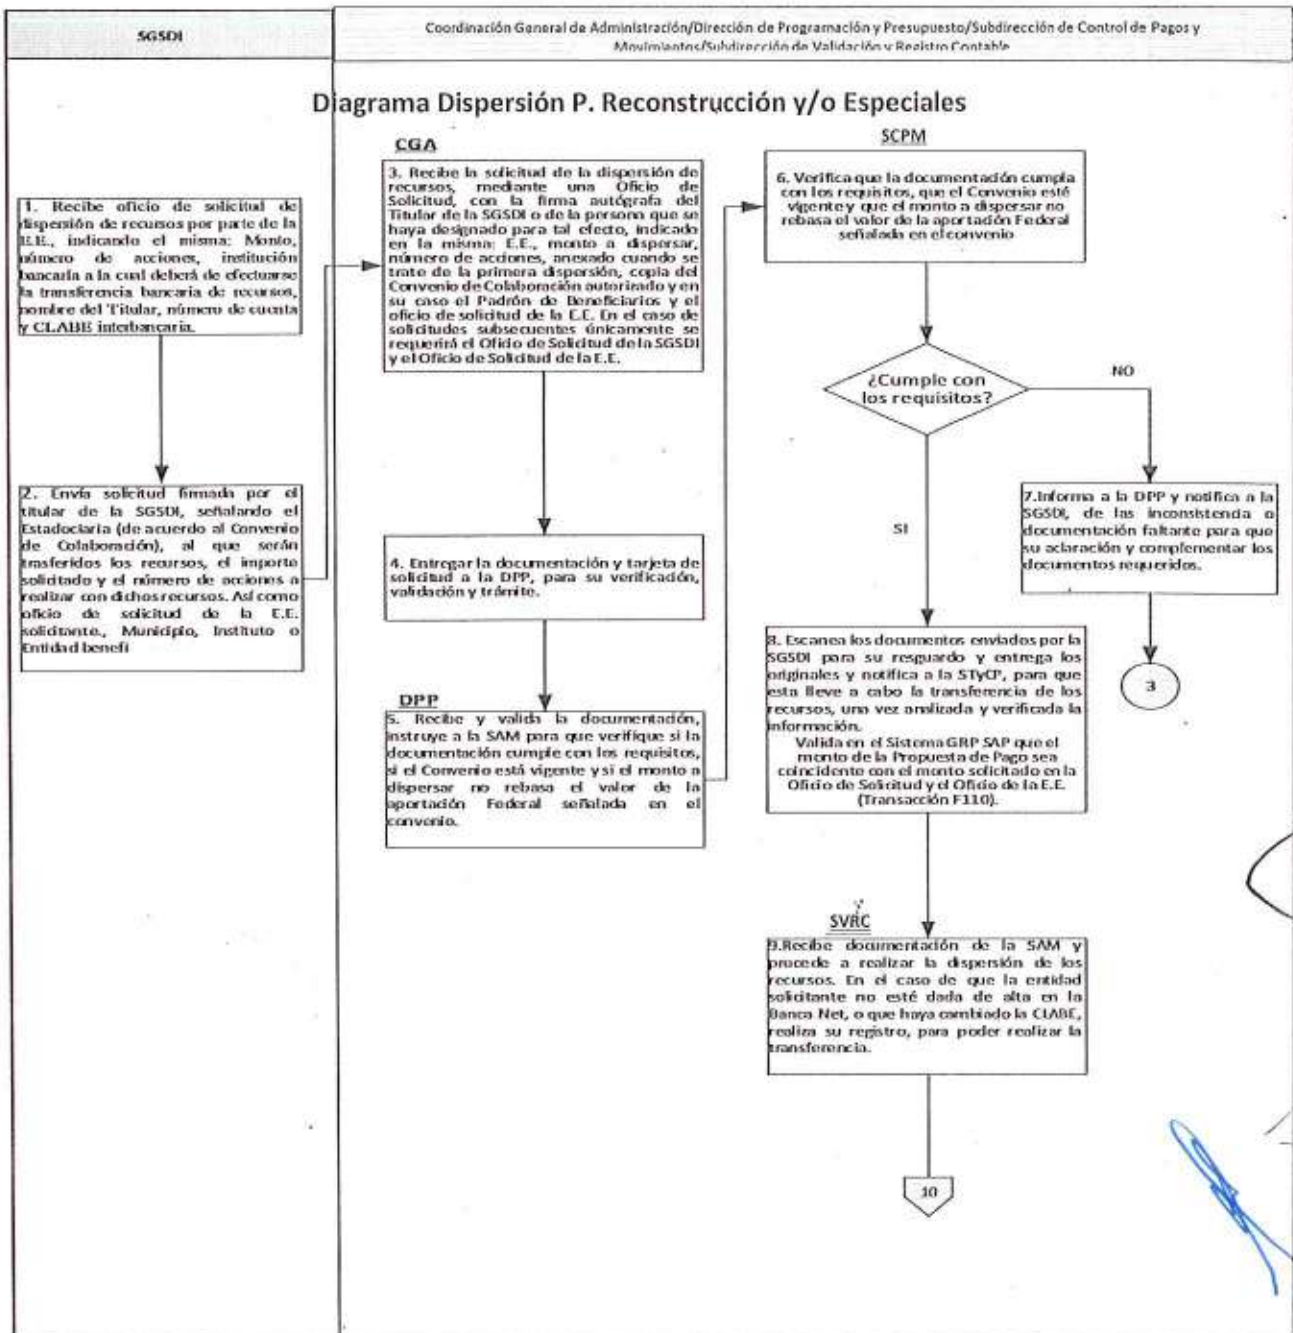 SGSDI
Coordinación General de Administración/Dirección de Programación y Presupuesto/Subdirección de Control de Pagos y
Movimientos/Subdirección de Validación y Registro Contable
Diagrama Dispersión P. Reconstrucción y/o Especiales
1. Recibe oficio de solicitud de
dispersión de recursos por parte de la
E.E., indicando el misma: Monto,
número de acciones, institución
bancaria a la cual deberá de efectuarse
la transferencia bancaria de recursos,
nombre del Titular, número de cuenta
y CLABE interbancaria.
2. Envía solicitud firmada por el
titular de la SGSDI, señalando el
Estadociaria (de acuerdo al Convenio
de Colaboración), al que serán
trasferidos los recursos, el importe
solicitado y el número de acciones a
realizar con dichos recursos. Así como
oficio de solicitud de la E.E.
solicitante., Municipio, Instituto o
Entidad benefi
CGA
3. Recibe la solicitud de la dispersión de
recursos, mediante una Oficio de
Solicitud, con la firma autógrafa del
Titular de la SGSDI o de la persona que se
haya designado para tal efecto, indicado
en la misma: E.E., monto a dispersar,
número de acciones, anexado cuando se
trate de la primera dispersión, copia del
Convenio de Colaboración autorizado y en
su caso el Padrón de Beneficiarios y el
oficio de solicitud de la E.E. En el caso de
solicitudes subsecuentes únicamente se
requerirá el Oficio de Solicitud de la SGSDI
y el Oficio de Solicitud de la E.E.
4. Entregar la documentación y tarjeta de
solicitud a la DPP, para su verificación,
validación y trámite.
DPP
5. Recibe y valida la documentación,
instruye a la SAM para que verifique si la
documentación cumple con los requisitos,
si el Convenio está vigente y si el monto a
dispersar no rebasa el valor de la
aportación Federal señalada en el
convenio.
SCPM
6. Verifica que la documentación cumpla
con los requisitos, que el Convenio esté
vigente y que el monto a dispersar no
rebasa el valor de la aportación Federal
señalada en el convenio
¿Cumple con
los requisitos?
NO
SI
7.Informa a la DPP y notifica a la
SGSDI, de las inconsistencia o
documentación faltante para que
su aclaración y complementar los
documentos requeridos.
3
8. Escanea los documentos enviados por la
SGSDI para su resguardo y entrega los
originales y notifica a la STyCP, para que
esta lleve a cabo la transferencia de los
recursos, una vez analizada y verificada la
información.
Valida en el Sistema GRP SAP que el
monto de la Propuesta de Pago sea
coincidente con el monto solicitado en la
Oficio de Solicitud y el Oficio de la E.E.
(Transacción F110).
SVRC
9.Recibe documentación de la SAM y
procede a realizar la dispersión de los
recursos. En el caso de que la entidad
solicitante no esté dada de alta en la
Banca Net, o que haya cambiado la CLABE,
realiza su registro, para poder realizar la
transferencia.
10